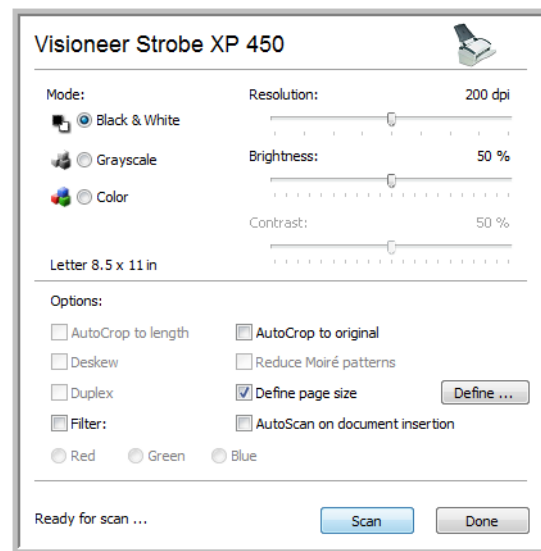 Visioneer Strobe XP 450
Mode:
Black & White
Grayscale
Color
Letter 8.5 x 11 in
Resolution: 200 dpi
Brightness: 50 %
Contrast: 50 %
Options:
AutoCrop to length AutoCrop to original
Deskew Reduce Moiré patterns
Duplex Define page size Define ...
Filter: AutoScan on document insertion
Red Green Blue
Ready for scan ... Scan Done